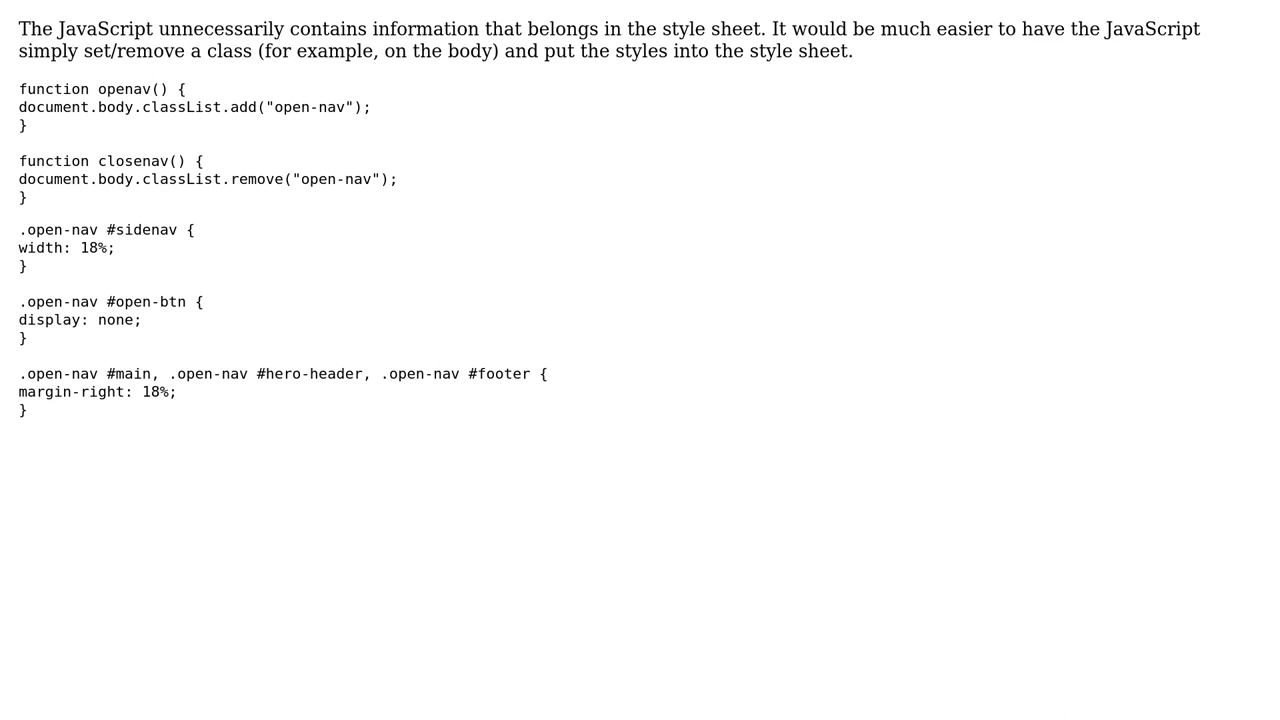 The JavaScript unnecessarily contains information that belongs in the style sheet. It would be much easier to have the JavaScript
simply set/remove a class (for example, on the body) and put the styles into the style sheet.
function openav() {
document.body.classList.add("open-nav");
}
function closenav() {
document.body.classList.remove("open-nav");
}
.open-nav #sidenav {
width: 18%;
}
.open-nav #open-btn {
display: none;
}
.open-nav #main, .open-nav #hero-header, .open-nav #footer {
margin-right: 18%;
}